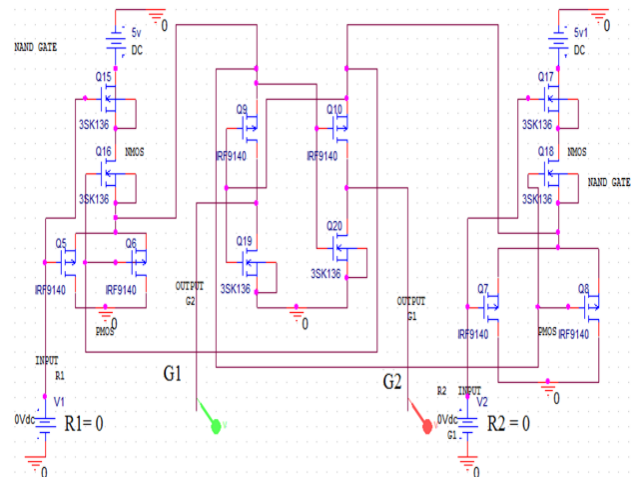 0
5v
DC
NAND GATE
Q15
3SK136
Q16
NMOS
3SK136
Q5
Q6
IRF9140
IRF9140
0
PMOS
INPUT
R1
V1
0Vdc
R1= 0
0
Q9
Q10
IRF9140
IRF9140
Q19
Q20
3SK136
3SK136
0
OUTPUT
G2
OUTPUT
G1
G1
G2
0
5v1
DC
Q17
3SK136
Q18
NMOS
3SK136
NAND GATE
Q7
Q8
IRF9140
PMOS
IRF9140
0
R2 INPUT
V2
0Vdc
G1
R2 = 0
0